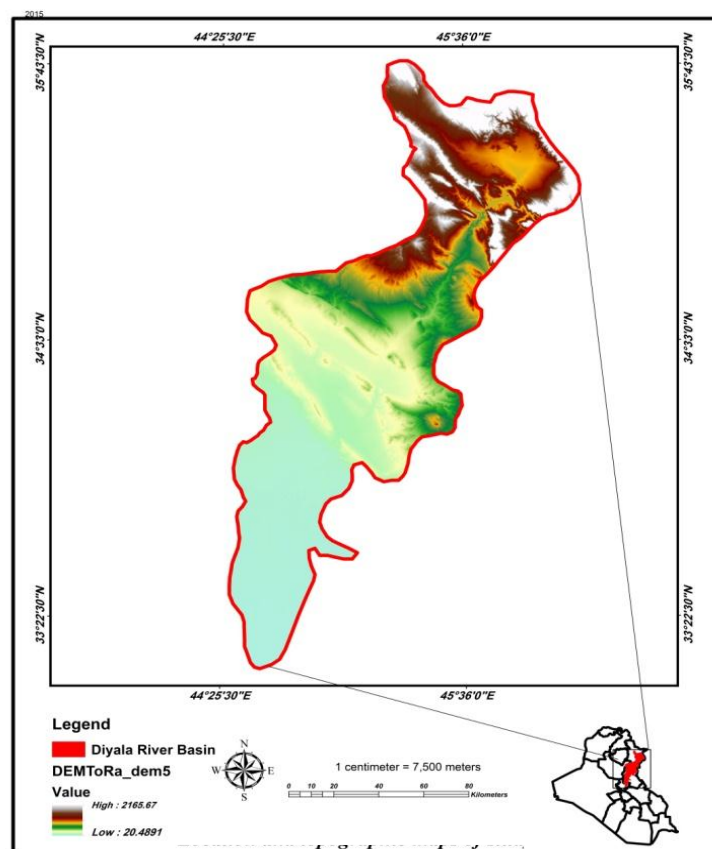 2015
44°25'30"E 45°36'0"E
35°43'30"N 35°43'30"N
34°33'0"N 34°33'0"N
33°22'30"N 33°22'30"N
44°25'30"E 45°36'0"E
Legend
Diyala River Basin
DEMToRa_dem5
Value
High : 2165.67
Low : 20.4891
N
W E
S
1 centimeter = 7,500 meters
0 5 10 20 40 60 80
Kilometers